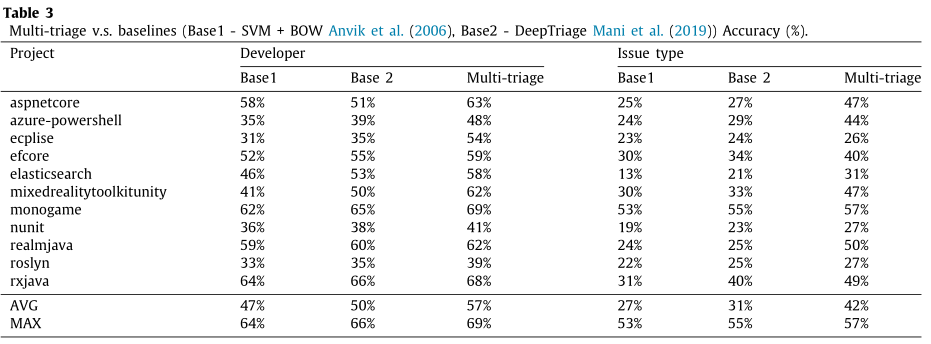 Table 3
Multi-triage v.s. baselines (Base1 - SVM + BOW Anvik et al. (2006), Base2 - DeepTriage Mani et al. (2019)) Accuracy (%).
Project Developer Issue type
Base1 Base 2 Multi-triage Base1 Base 2 Multi-triage
aspnetcore 58% 51% 63% 25% 27% 47%
azure-powershell 35% 39% 48% 24% 29% 44%
ecplise 31% 35% 54% 23% 24% 26%
efcore 52% 55% 59% 30% 34% 40%
elasticsearch 46% 53% 58% 13% 21% 31%
mixedrealitytoolkitunity 41% 50% 62% 30% 33% 47%
monogame 62% 65% 69% 53% 55% 57%
nunit 36% 38% 41% 19% 23% 27%
realmjava 59% 60% 62% 24% 25% 50%
roslyn 33% 35% 39% 22% 25% 27%
rxjava 64% 66% 68% 31% 40% 49%
AVG 47% 50% 57% 27% 31% 42%
MAX 64% 66% 69% 53% 55% 57%